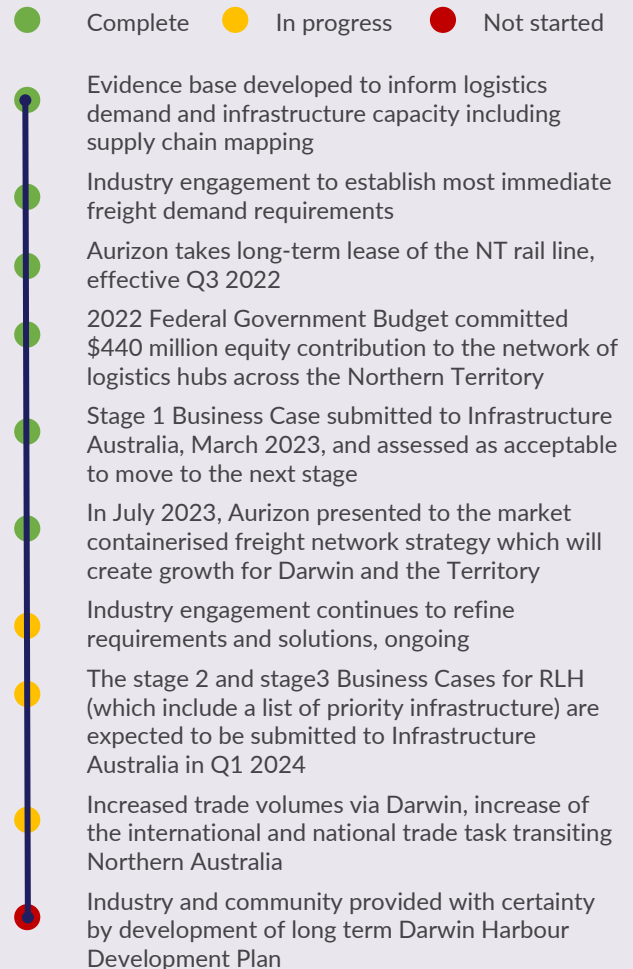 Complete In progress Not started
Evidence base developed to inform logistics
demand and infrastructure capacity including
supply chain mapping
Industry engagement to establish most immediate
freight demand requirements
Aurizon takes long-term lease of the NT rail line,
effective Q3 2022
2022 Federal Government Budget committed
$440 million equity contribution to the network of
logistics hubs across the Northern Territory
Stage 1 Business Case submitted to Infrastructure
Australia, March 2023, and assessed as acceptable
to move to the next stage
In July 2023, Aurizon presented to the market
containerised freight network strategy which will
create growth for Darwin and the Territory
Industry engagement continues to refine
requirements and solutions, ongoing
The stage 2 and stage3 Business Cases for RLH
(which include a list of priority infrastructure) are
expected to be submitted to Infrastructure
Australia in Q1 2024
Increased trade volumes via Darwin, increase of
the international and national trade task transiting
Northern Australia
Industry and community provided with certainty
by development of long term Darwin Harbour
Development Plan